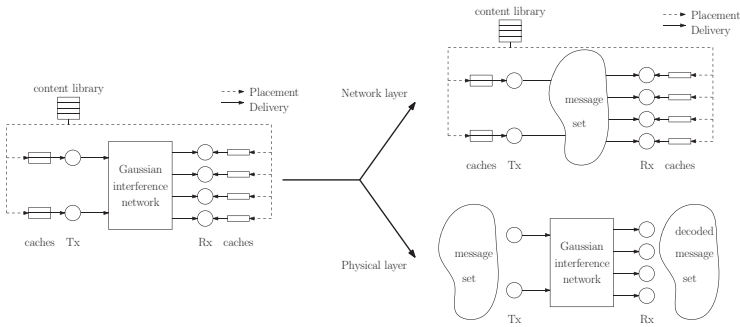 content library
Placement
Delivery
Gaussian
interference
network
caches Tx
Rx caches
Network layer
Physical layer
content library
Placement
Delivery
message
set
caches Tx
Rx caches
message
set
Gaussian
interference
network
decoded
message
set
Tx
Rx